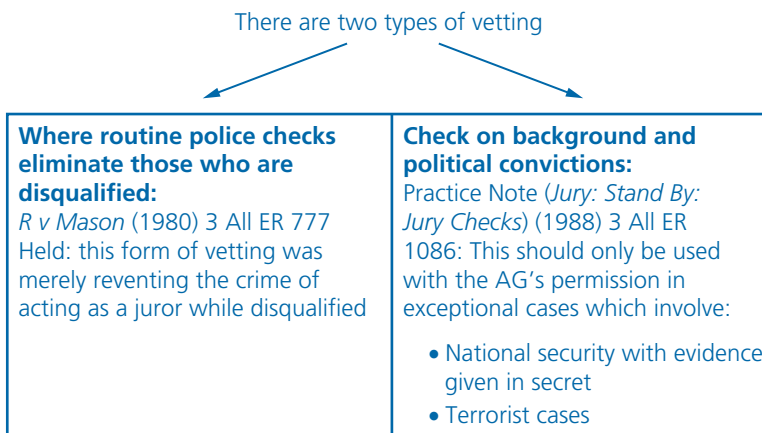 There are two types of vetting
Where routine police checks
eliminate those who are
disqualified:
R v Mason (1980) 3 All ER 777
Held: this form of vetting was
merely reventing the crime of
acting as a juror while disqualified
Check on background and
political convictions:
Practice Note (Jury: Stand By:
Jury Checks) (1988) 3 All ER
1086: This should only be used
with the AG’s permission in
exceptional cases which involve:
• National security with evidence
given in secret
• Terrorist cases